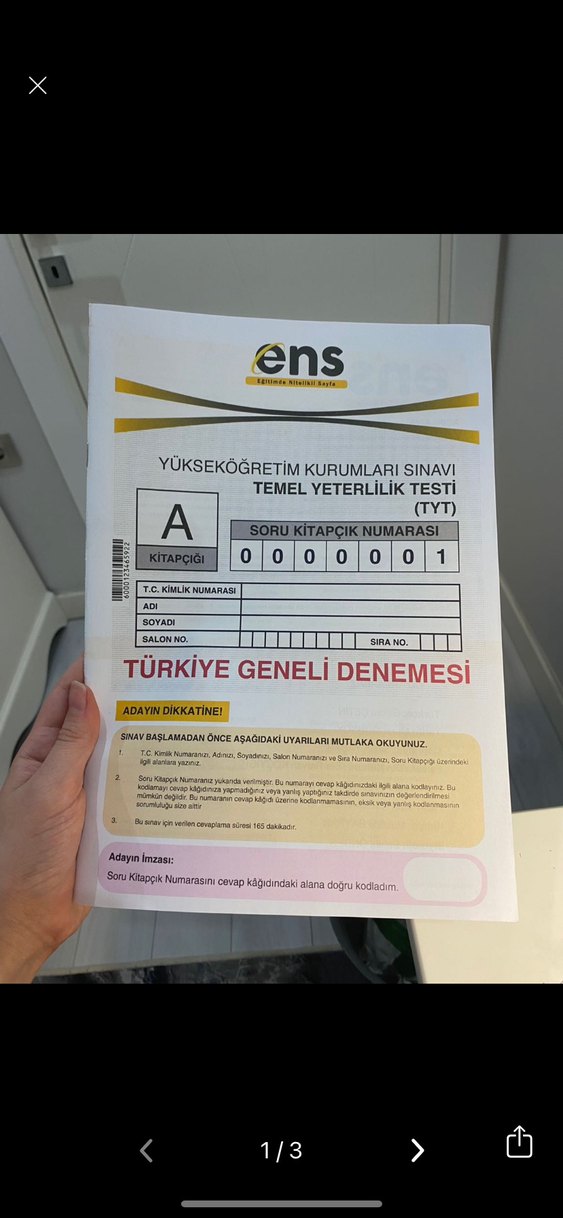 ens
Eğitimde Nitelikli Sayfa
YÜKSEKÖĞRETİM KURUMLARI SINAVI
TEMEL YETERLİLİK TESTİ
(TYT)
A
KİTAPÇIĞI
SORU KİTAPÇIK NUMARASI
0 0 0 0 0 0 1
6000123465922
T.C. KİMLİK NUMARASI
ADI
SOYADI
SALON NO. SIRA NO.
TÜRKİYE GENELİ DENEMESİ
ADAYIN DİKKATİNE!
SINAV BAŞLAMADAN ÖNCE AŞAĞIDAKİ UYARILARI MUTLAKA OKUYUNUZ.
1. T.C. Kimlik Numaranızı, Adınızı, Soyadınızı, Salon Numaranızı ve Sıra Numaranızı, Soru Kitapçığı üzerindeki
ilgili alanlara yazınız.
2. Soru Kitapçık Numaranız yukarıda verilmiştir. Bu numarayı cevap kâğıdınızdaki ilgili alana kodlayınız. Bu
kodlamayı cevap kâğıdınıza yapmadığınız veya yanlış yaptığınız takdirde sınavınızın değerlendirilmesi
mümkün değildir. Bu numaranın cevap kâğıdı üzerine kodlanmamasının, eksik veya yanlış kodlanmasının
sorumluluğu size aittir
3. Bu sınav için verilen cevaplama süresi 165 dakikadır.
Adayın İmzası:
Soru Kitapçık Numarasını cevap kâğıdındaki alana doğru kodladım.
1 / 3